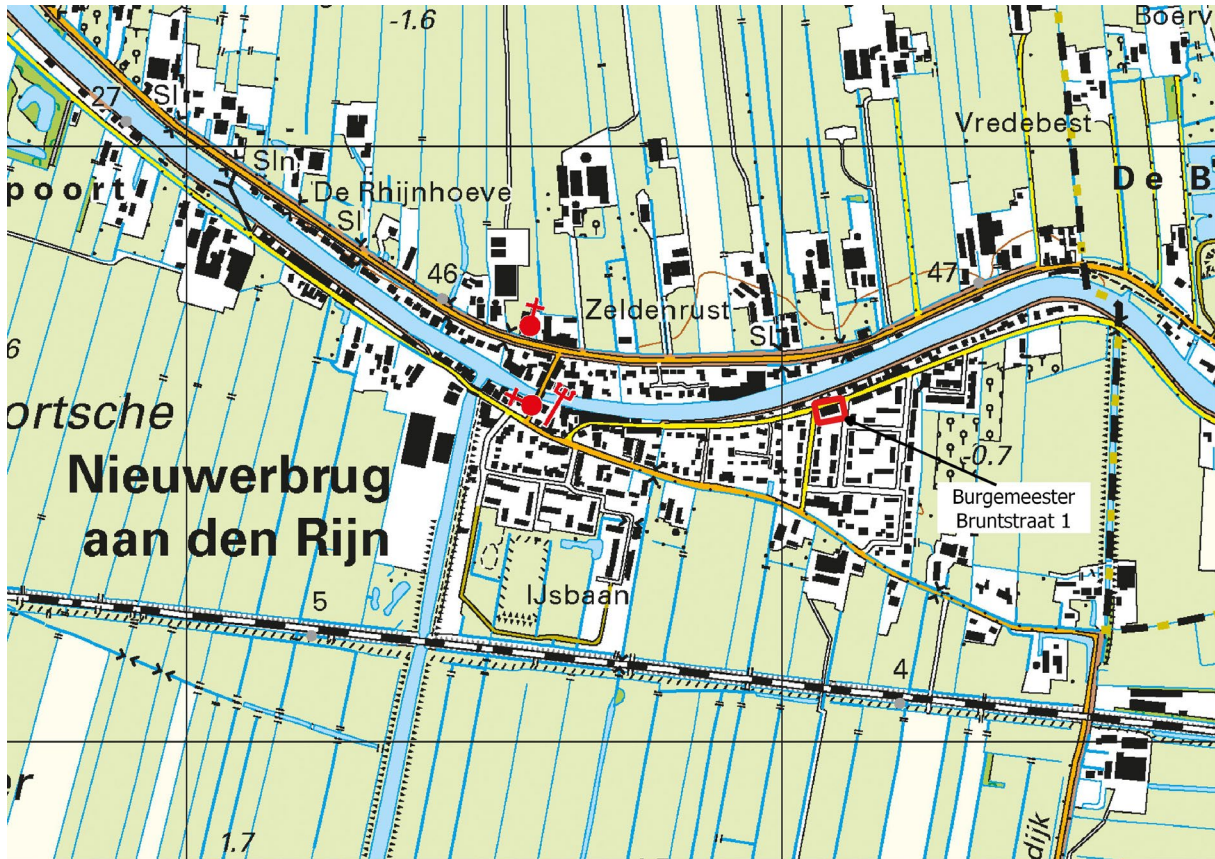 -1.6
Boerv
27
Sl
Vredebest
Sln
poort
De Rhijnhoeve
De B
Sl
46
47
Zeldenrust
Sl
6
ortsche
-0.7
Nieuwerbrug
aan den Rijn
Burgemeester
Bruntstraat 1
IJsbaan
5
4
er
1.7
dijk